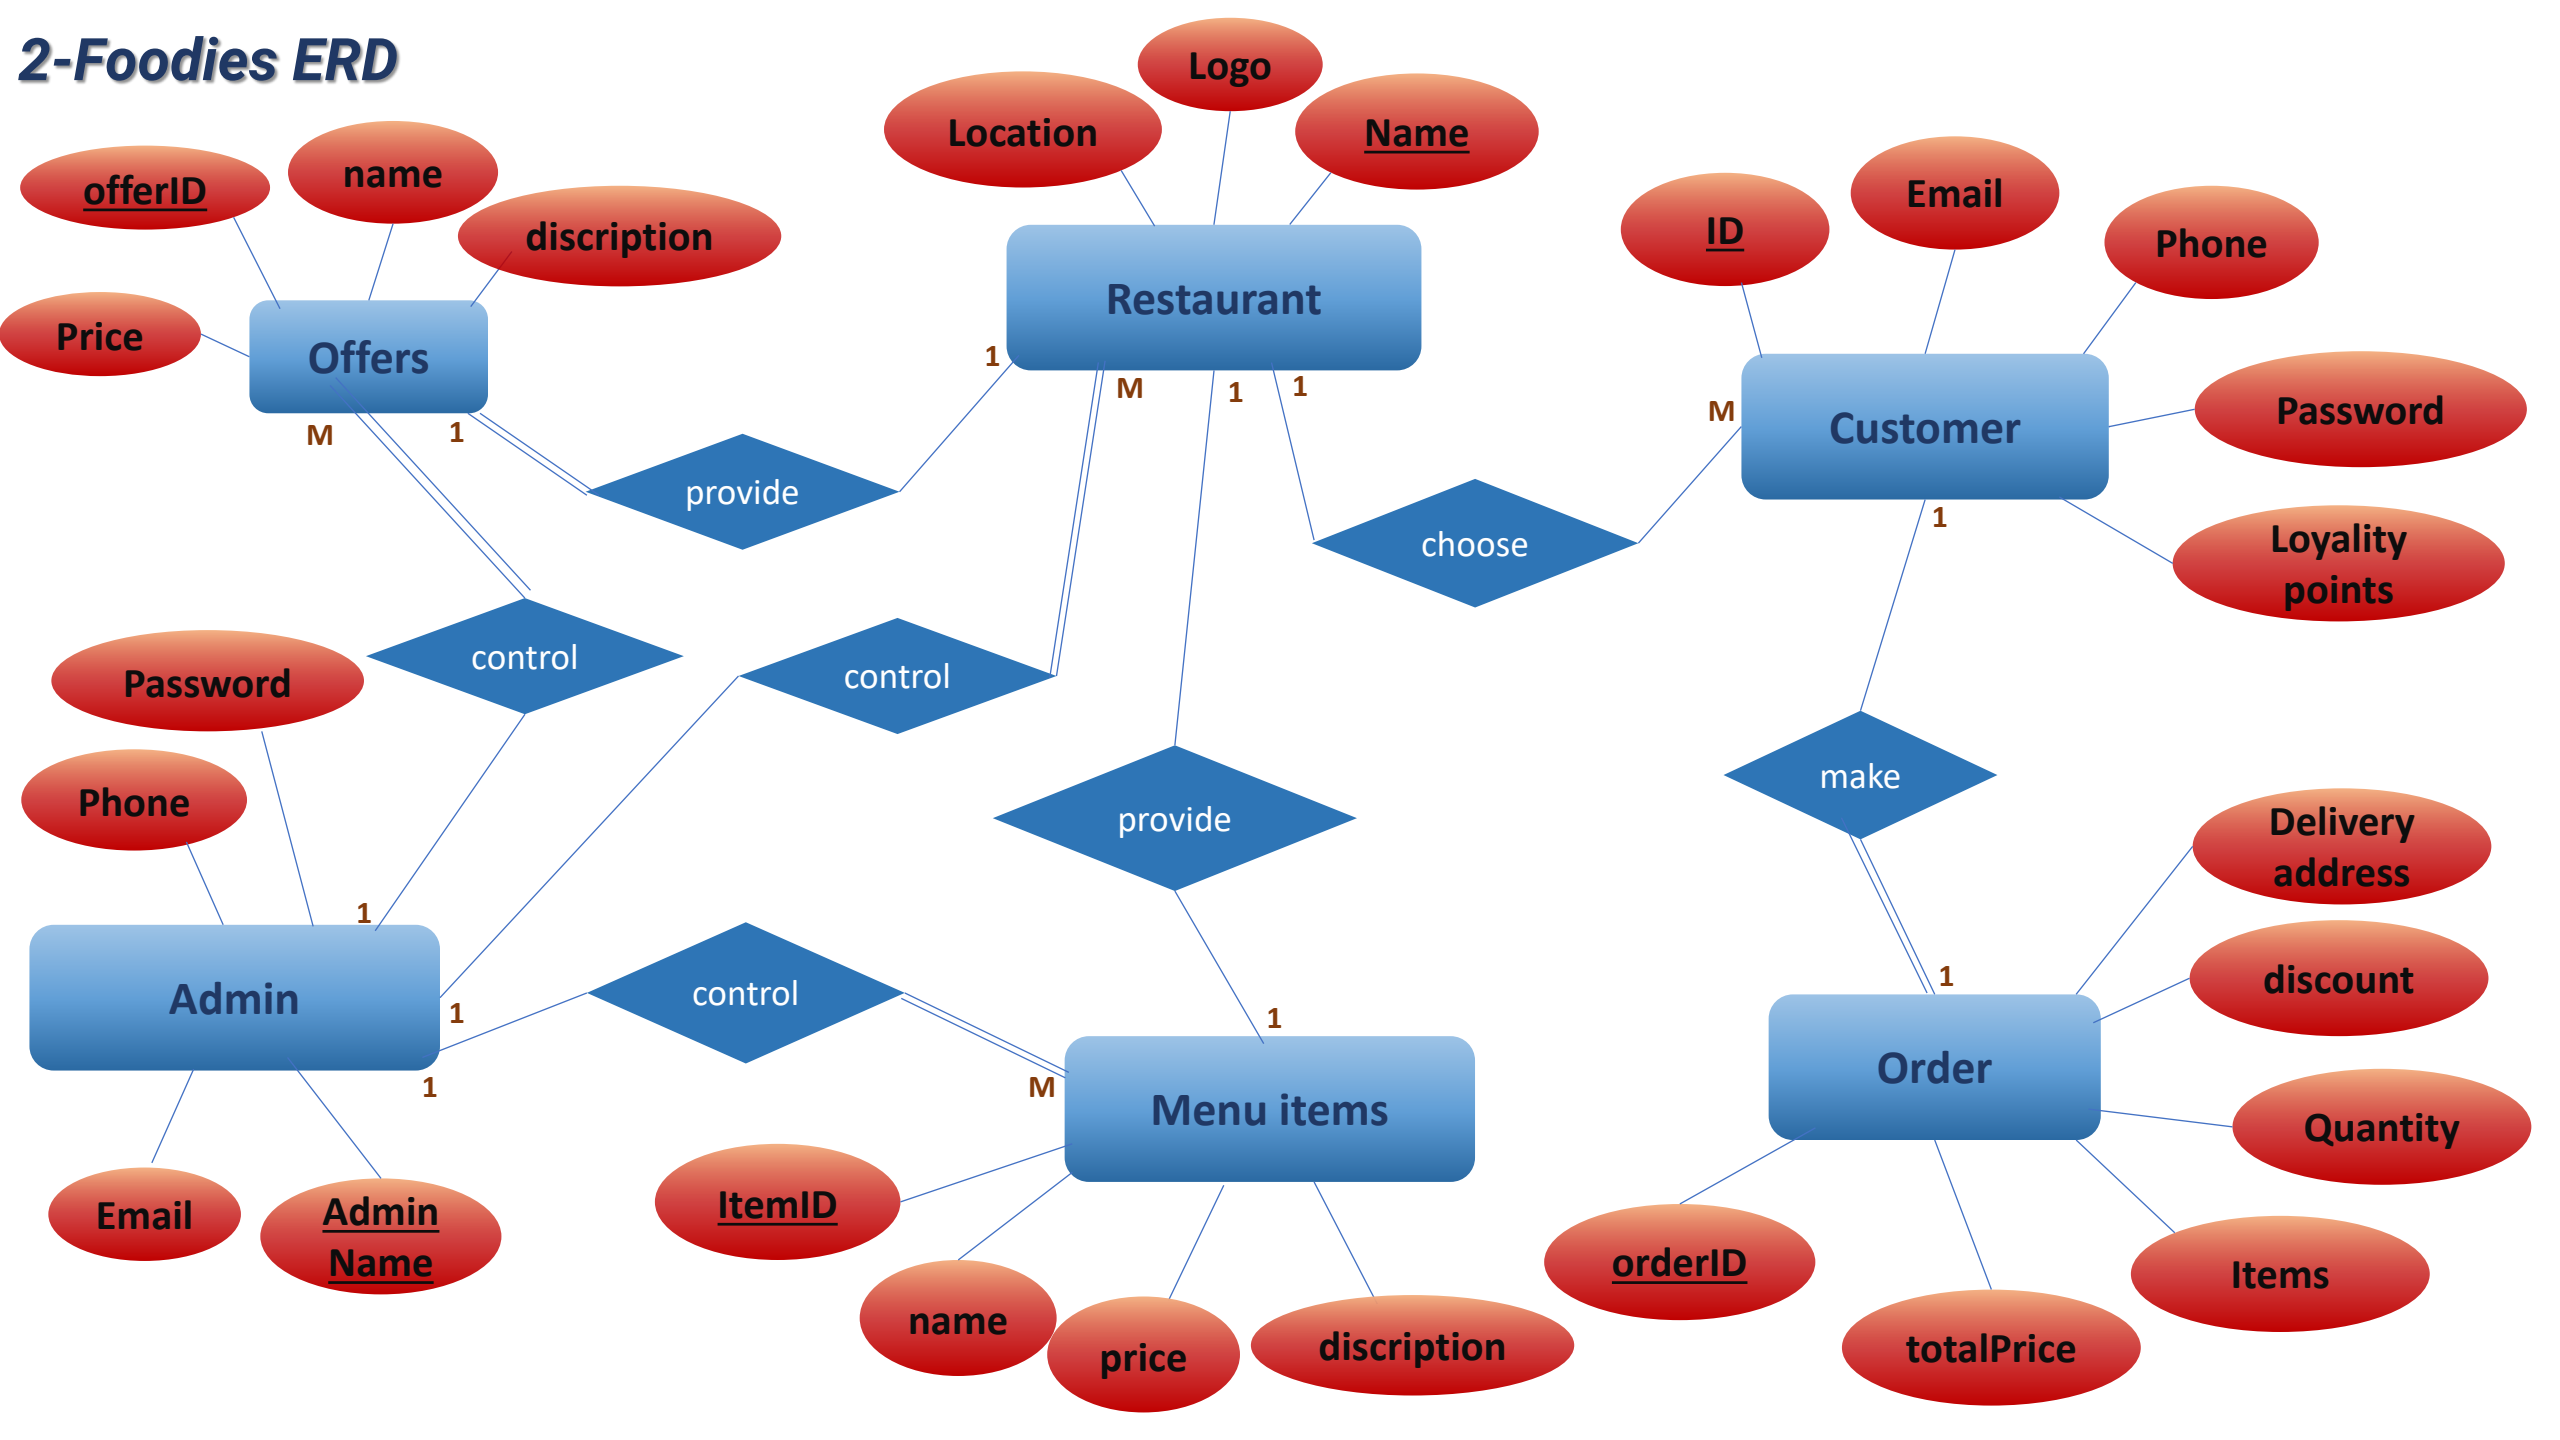 2-Foodies ERD
Logo
Location
Name
name
offerID
discription
Price
Offers
Restaurant
ID
Email
Phone
Customer
Password
Loyality
points
1
M
1
1
M
M
1
1
provide
choose
control
control
Password
Phone
make
provide
Delivery
address
discount
1
1
1
Admin
control
1
1
M
Menu items
Order
Quantity
ItemID
Email
Admin
Name
name
price
discription
orderID
Items
totalPrice